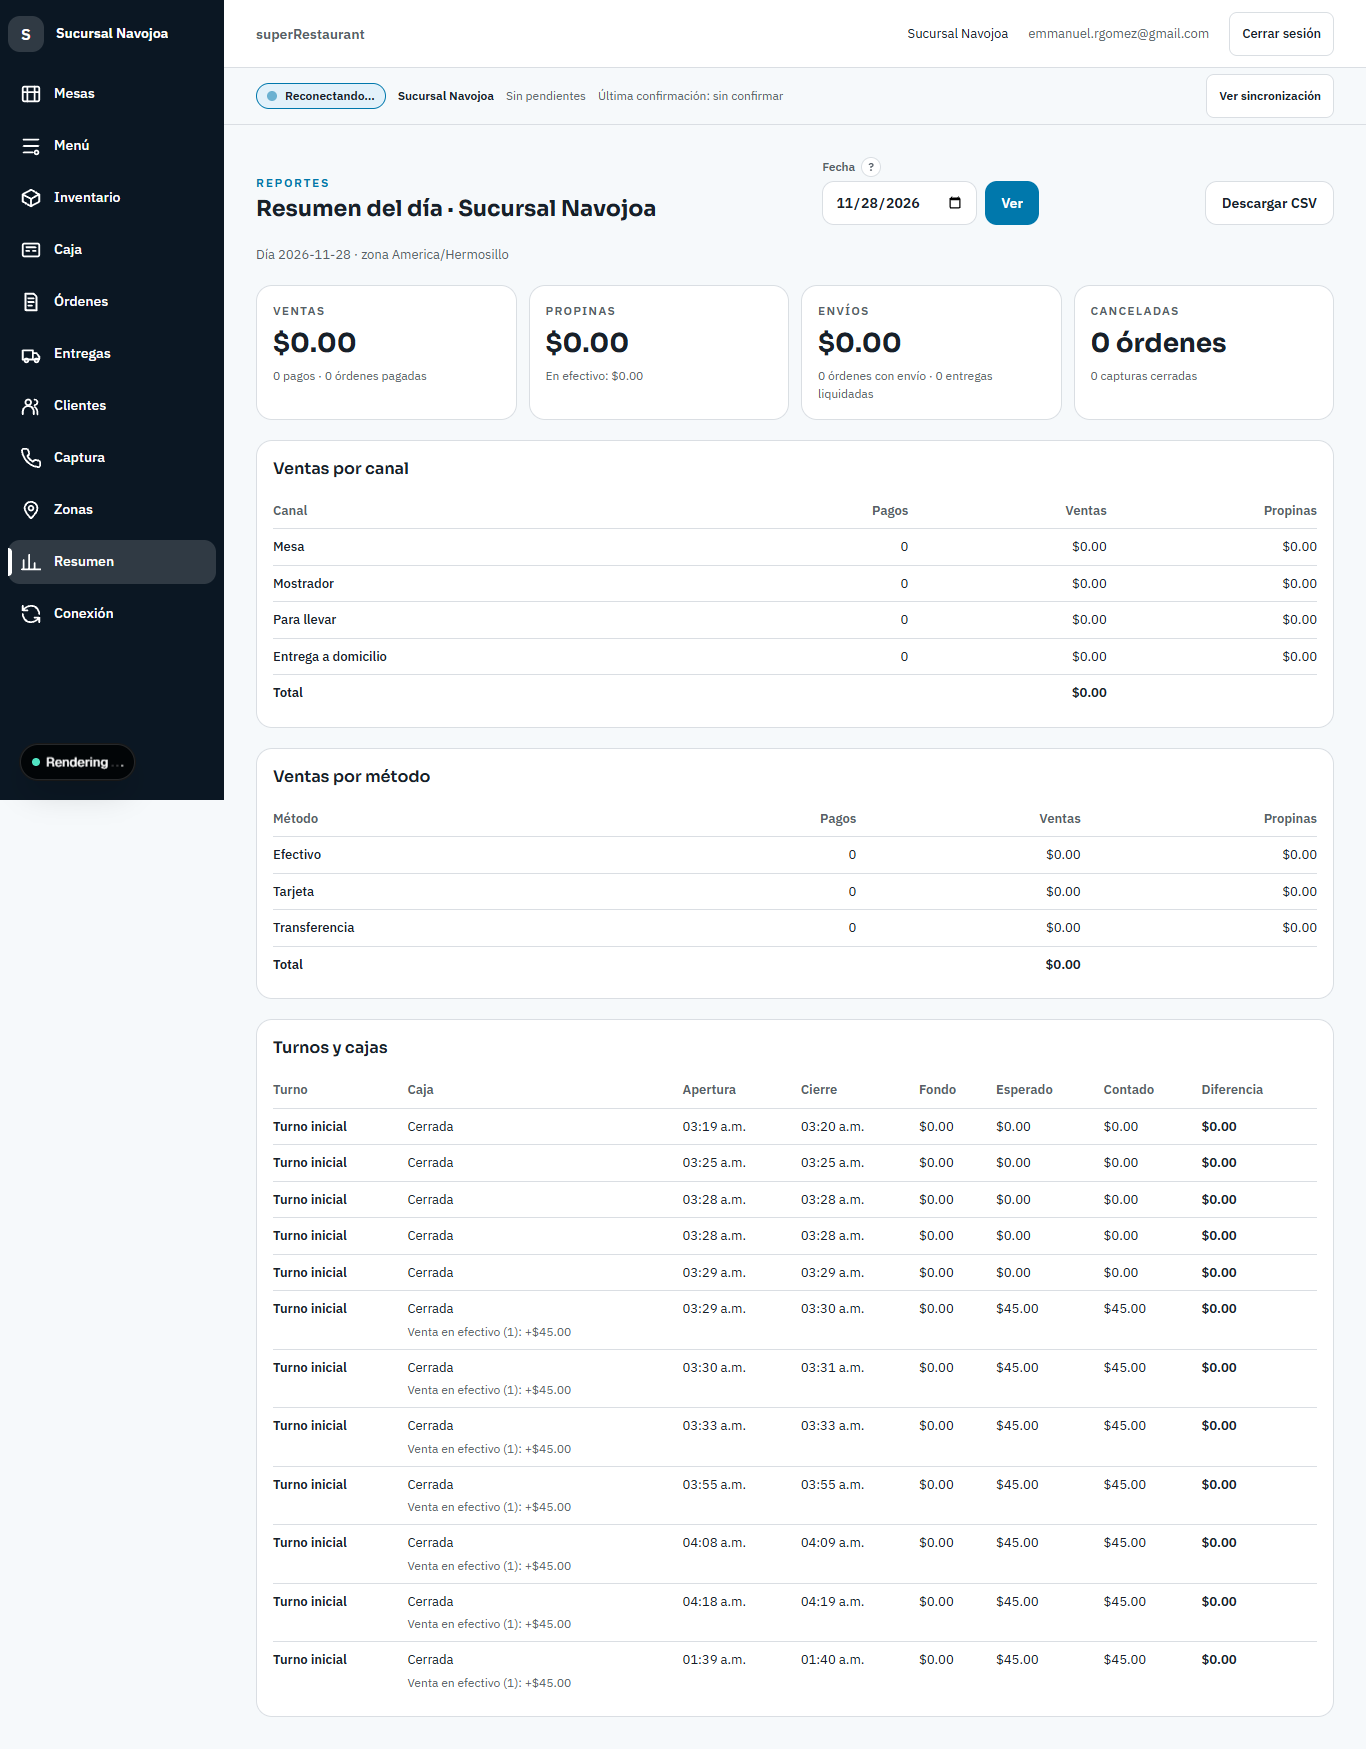 S Sucursal Navojoa
Mesas
Menú
Inventario
Caja
Órdenes
Entregas
Clientes
Captura
Zonas
Resumen
Conexión
Rendering ...
superRestaurant Sucursal Navojoa emmanuel.rgomez@gmail.com Cerrar sesión
Reconectando... Sucursal Navojoa Sin pendientes Última confirmación: sin confirmar Ver sincronización
REPORTES
Resumen del día · Sucursal Navojoa
Fecha ?
11/28/2026 Ver Descargar CSV
Día 2026-11-28 · zona America/Hermosillo
VENTAS
$0.00
0 pagos · 0 órdenes pagadas
PROPINAS
$0.00
En efectivo: $0.00
ENVÍOS
$0.00
0 órdenes con envío · 0 entregas
liquidadas
CANCELADAS
0 órdenes
0 capturas cerradas
Ventas por canal
Canal Pagos Ventas Propinas
Mesa 0 $0.00 $0.00
Mostrador 0 $0.00 $0.00
Para llevar 0 $0.00 $0.00
Entrega a domicilio 0 $0.00 $0.00
Total $0.00
Ventas por método
Método Pagos Ventas Propinas
Efectivo 0 $0.00 $0.00
Tarjeta 0 $0.00 $0.00
Transferencia 0 $0.00 $0.00
Total $0.00
Turnos y cajas
Turno Caja Apertura Cierre Fondo Esperado Contado Diferencia
Turno inicial Cerrada 03:19 a.m. 03:20 a.m. $0.00 $0.00 $0.00 $0.00
Turno inicial Cerrada 03:25 a.m. 03:25 a.m. $0.00 $0.00 $0.00 $0.00
Turno inicial Cerrada 03:28 a.m. 03:28 a.m. $0.00 $0.00 $0.00 $0.00
Turno inicial Cerrada 03:28 a.m. 03:28 a.m. $0.00 $0.00 $0.00 $0.00
Turno inicial Cerrada 03:29 a.m. 03:29 a.m. $0.00 $0.00 $0.00 $0.00
Turno inicial Cerrada 03:29 a.m. 03:30 a.m. $0.00 $45.00 $45.00 $0.00
Venta en efectivo (1): +$45.00
Turno inicial Cerrada 03:30 a.m. 03:31 a.m. $0.00 $45.00 $45.00 $0.00
Venta en efectivo (1): +$45.00
Turno inicial Cerrada 03:33 a.m. 03:33 a.m. $0.00 $45.00 $45.00 $0.00
Venta en efectivo (1): +$45.00
Turno inicial Cerrada 03:55 a.m. 03:55 a.m. $0.00 $45.00 $45.00 $0.00
Venta en efectivo (1): +$45.00
Turno inicial Cerrada 04:08 a.m. 04:09 a.m. $0.00 $45.00 $45.00 $0.00
Venta en efectivo (1): +$45.00
Turno inicial Cerrada 04:18 a.m. 04:19 a.m. $0.00 $45.00 $45.00 $0.00
Venta en efectivo (1): +$45.00
Turno inicial Cerrada 01:39 a.m. 01:40 a.m. $0.00 $45.00 $45.00 $0.00
Venta en efectivo (1): +$45.00